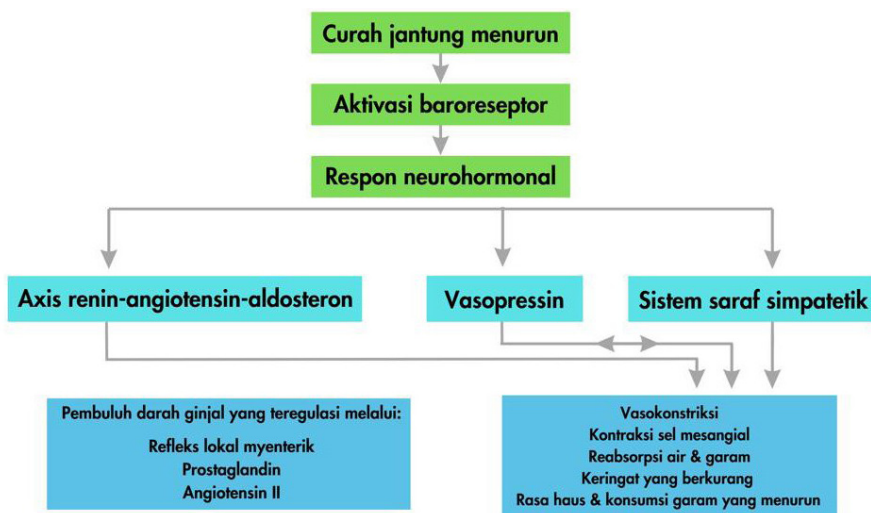 Curah jantung menurun
Aktivasi baroreseptor
Respon neurohormonal
Axis renin-angiotensin-aldosteron
Vasopressin
Sistem saraf simpatetik
Pembuluh darah ginjal yang teregulasi melalui:
Refleks lokal myenterik
Prostaglandin
Angiotensin II
Vasokonstriksi
Kontraksi sel mesangial
Reabsorpsi air & garam
Keringat yang berkurang
Rasa haus & konsumsi garam yang menurun